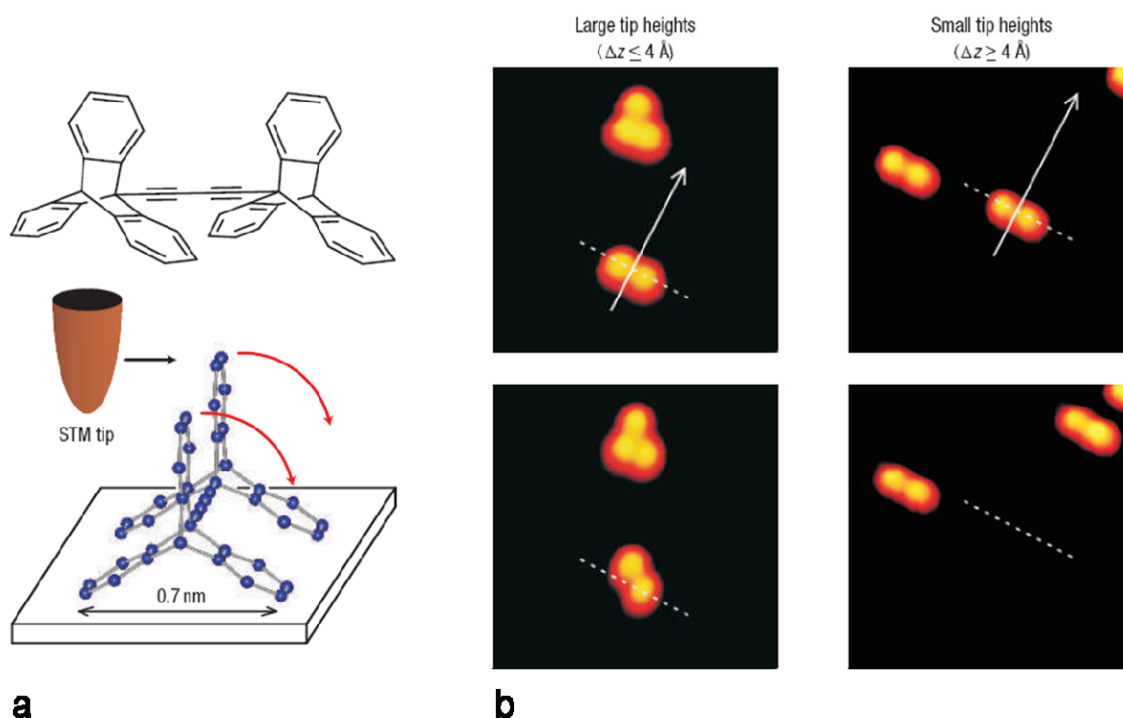 Large tip heights
(Δz ≤ 4 Å)
Small tip heights
(Δz ≥ 4 Å)
STM tip
0.7 nm
a
b